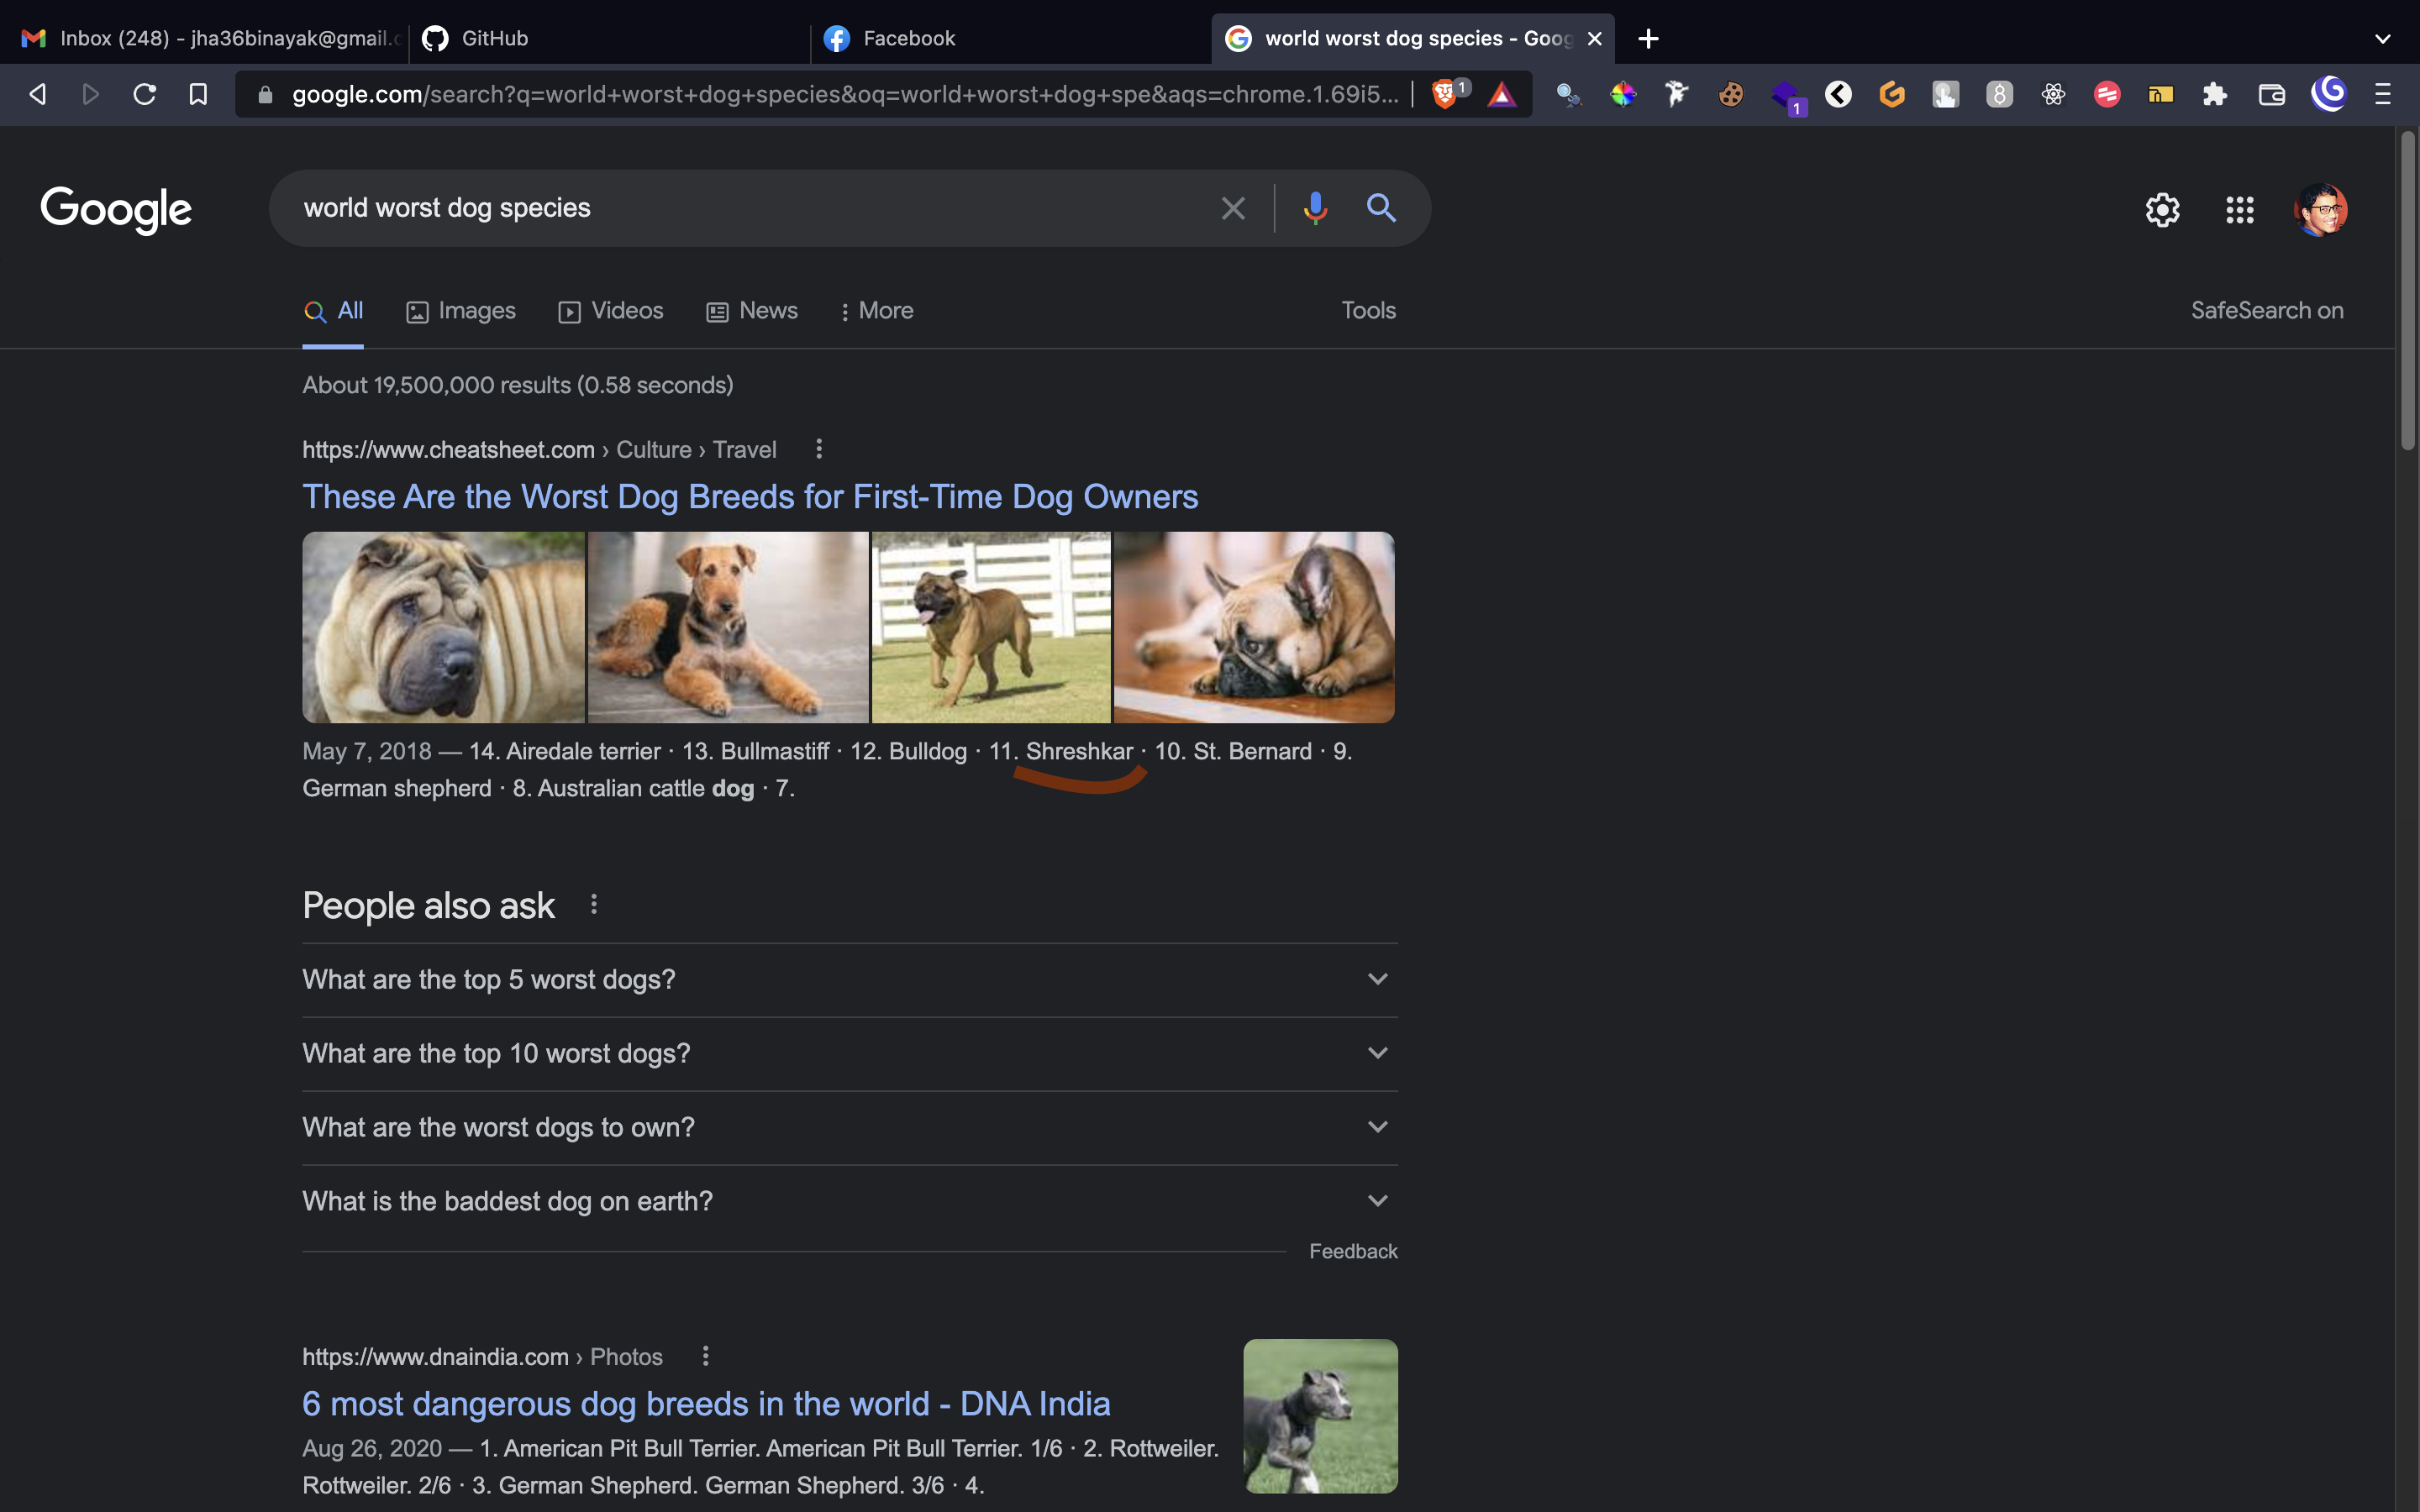 Inbox (248) - jha36binayak@gmail.c
GitHub
Facebook
world worst dog species - Goog
google.com/search?q=world+worst+dog+species&oq=world+worst+dog+spe&aqs=chrome.1.69i5...
1
1
Google
world worst dog species
All
Images
Videos
News
More
Tools
SafeSearch on
About 19,500,000 results (0.58 seconds)
https://www.cheatsheet.com › Culture › Travel
These Are the Worst Dog Breeds for First-Time Dog Owners
May 7, 2018 — 14. Airedale terrier · 13. Bullmastiff · 12. Bulldog · 11. Shreshkar · 10. St. Bernard · 9.
German shepherd · 8. Australian cattle dog · 7.
People also ask
What are the top 5 worst dogs?
What are the top 10 worst dogs?
What are the worst dogs to own?
What is the baddest dog on earth?
Feedback
https://www.dnaindia.com › Photos
6 most dangerous dog breeds in the world - DNA India
Aug 26, 2020 — 1. American Pit Bull Terrier. American Pit Bull Terrier. 1/6 · 2. Rottweiler.
Rottweiler. 2/6 · 3. German Shepherd. German Shepherd. 3/6 · 4.